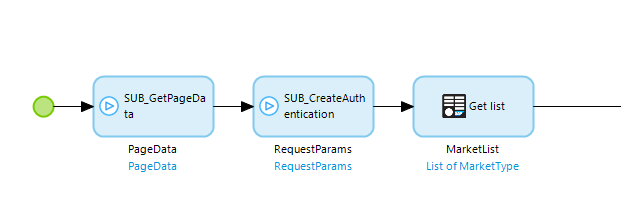 SUB_GetPageDa
ta
SUB_CreateAuth
entication
Get list
PageData
PageData
RequestParams
RequestParams
MarketList
List of MarketType